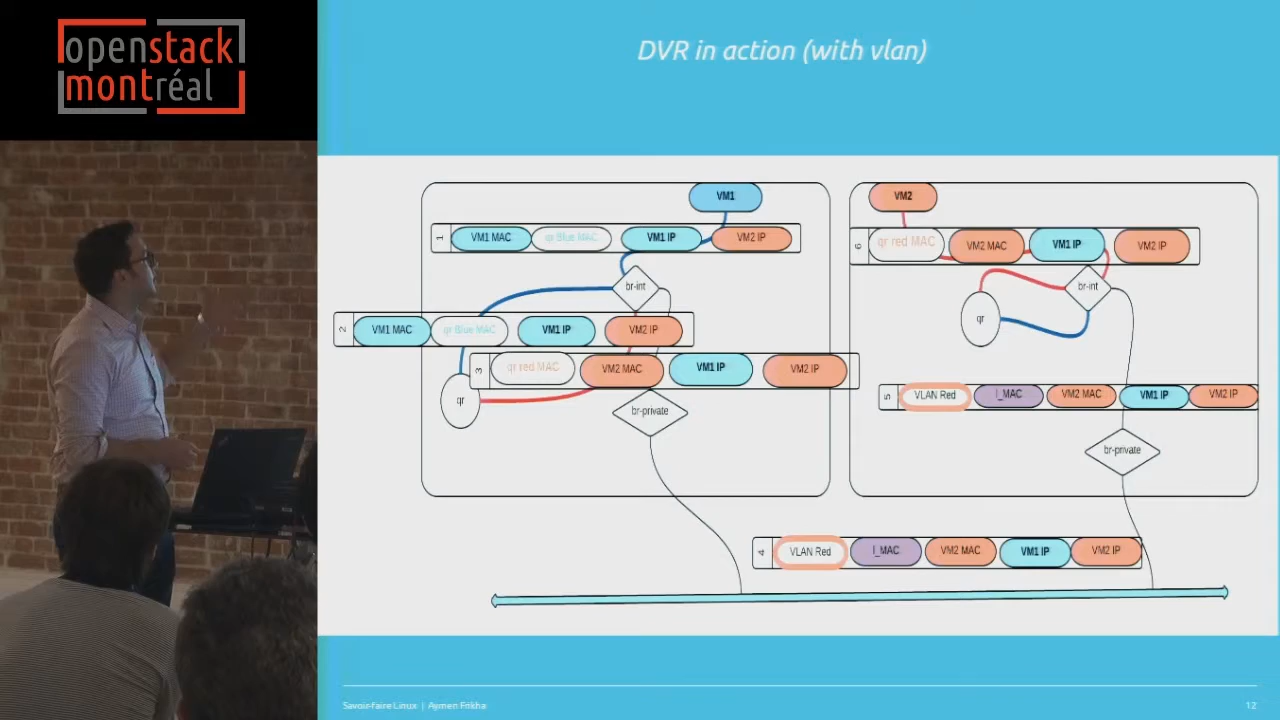 openstack
montréal
DVR in action (with vlan)
VM1
1 VM1 MAC qr Blue MAC VM1 IP VM2 IP
br-int
2 VM1 MAC qr Blue MAC VM1 IP VM2 IP
3 qr red MAC VM2 MAC VM1 IP VM2 IP
qr
br-private
VM2
6 qr red MAC VM2 MAC VM1 IP VM2 IP
br-int
qr
5 VLAN Red I_MAC VM2 MAC VM1 IP VM2 IP
br-private
4 VLAN Red I_MAC VM2 MAC VM1 IP VM2 IP
Savoir-faire Linux | Aymen Frikha
12